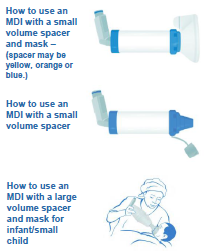 How to use an
MDI with a small
volume spacer
and mask –
(spacer may be
yellow, orange or
blue.)
How to use an
MDI with a small
volume spacer
How to use an
MDI with a large
volume spacer
and mask for
infant/small
child